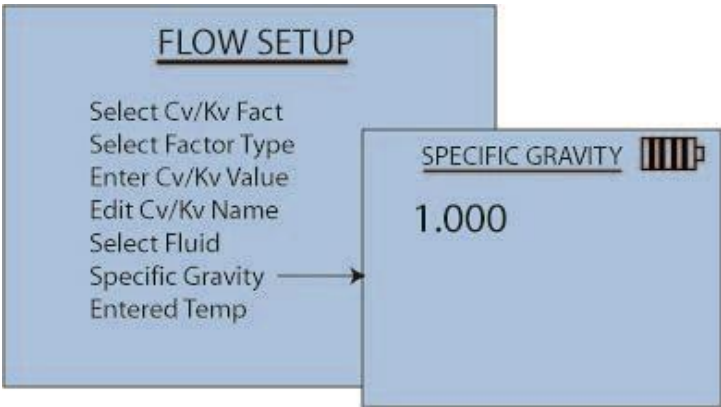 FLOW SETUP
Select Cv/Kv Fact
Select Factor Type
Enter Cv/Kv Value
Edit Cv/Kv Name
Select Fluid
Specific Gravity
Entered Temp
SPECIFIC GRAVITY
1.000